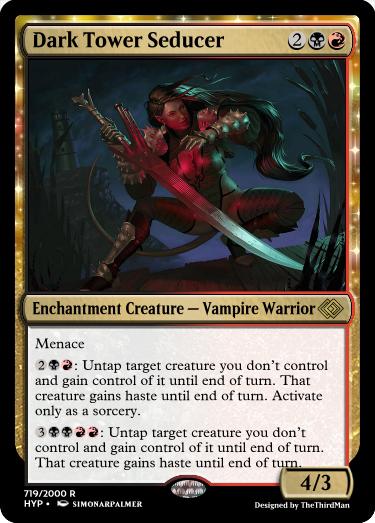 Dark Tower Seducer 2
Enchantment Creature — Vampire Warrior
Menace
2: Untap target creature you don't control
and gain control of it until end of turn. That
creature gains haste until end of turn. Activate
only as a sorcery.
3: Untap target creature you don't
control and gain control of it until end of turn.
That creature gains haste until end of turn.
4/3
719/2000 R
HYP • SIMONARPALMER
Designed by TheThirdMan